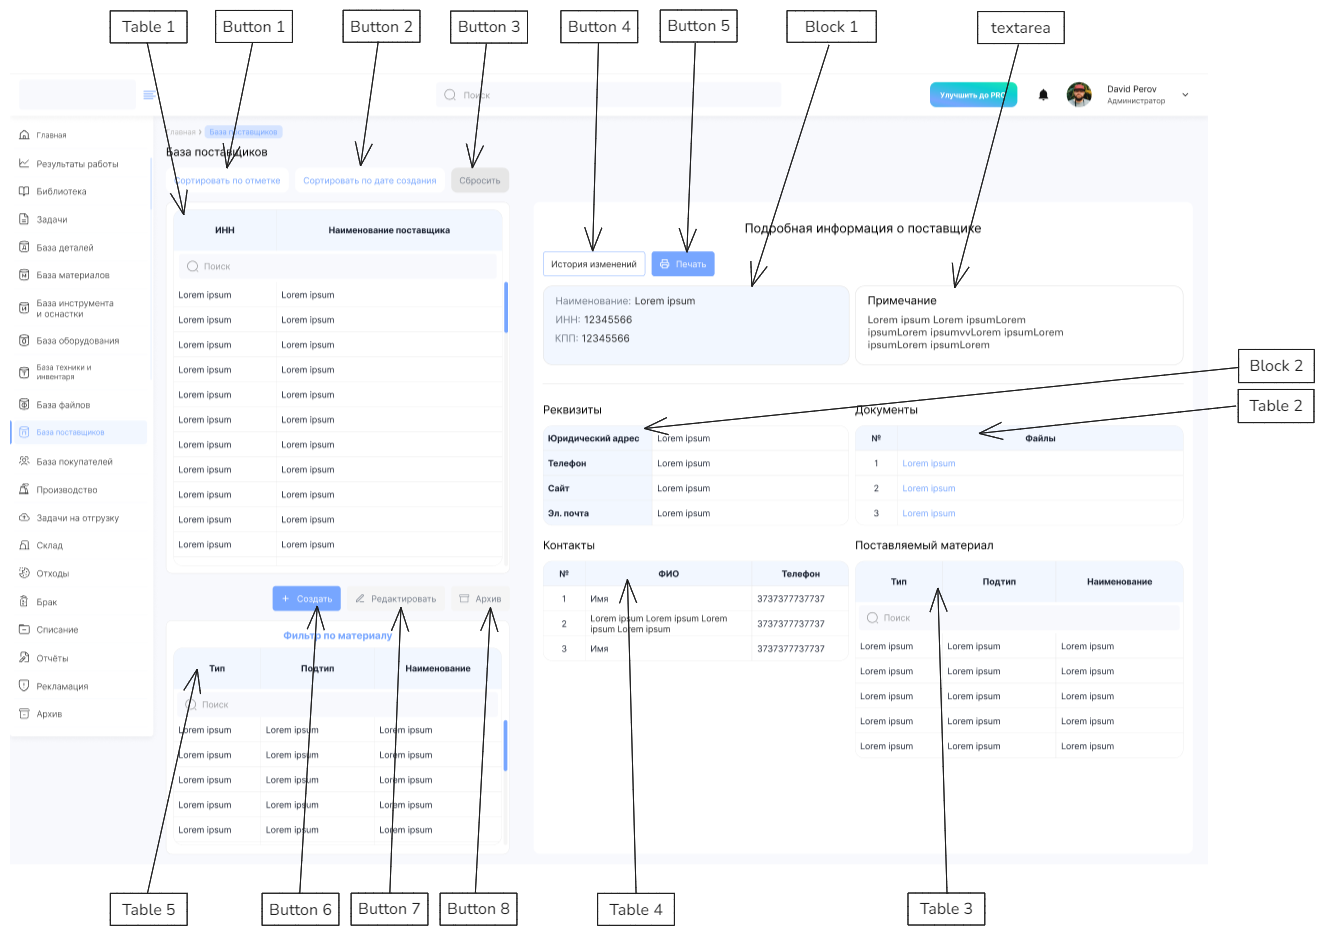 Table 1
Button 1
Button 2
Button 3
Button 4
Button 5
Block 1
textarea
Поиск
Улучшить до PRO
David Perov
Администратор
Главная
Результаты работы
Библиотека
Задачи
База деталей
База материалов
База инструмента
и оснастки
База оборудования
База техники и
инвентаря
База файлов
База поставщиков
База покупателей
Производство
Задачи на отгрузку
Склад
Отходы
Брак
Списание
Отчёты
Рекламация
Архив
Главная › База поставщиков
База поставщиков
Сортировать по отметке
Сортировать по дате создания
Сбросить
ИНН Наименование поставщика
Поиск
Lorem ipsum Lorem ipsum
Lorem ipsum Lorem ipsum
Lorem ipsum Lorem ipsum
Lorem ipsum Lorem ipsum
Lorem ipsum Lorem ipsum
Lorem ipsum Lorem ipsum
Lorem ipsum Lorem ipsum
Lorem ipsum Lorem ipsum
Lorem ipsum Lorem ipsum
Lorem ipsum Lorem ipsum
Lorem ipsum Lorem ipsum
+ Создать
Редактировать
Архив
Фильтр по материалу
Тип Подтип Наименование
Поиск
Lorem ipsum Lorem ipsum Lorem ipsum
Lorem ipsum Lorem ipsum Lorem ipsum
Lorem ipsum Lorem ipsum Lorem ipsum
Lorem ipsum Lorem ipsum Lorem ipsum
Lorem ipsum Lorem ipsum Lorem ipsum
Подробная информация о поставщике
История изменений
Печать
Наименование: Lorem ipsum
ИНН: 12345566
КПП: 12345566
Примечание
Lorem ipsum Lorem ipsumLorem
ipsumLorem ipsumvvLorem ipsumLorem
ipsumLorem ipsumLorem
Block 2
Table 2
Реквизиты
Юридический адрес Lorem ipsum
Телефон Lorem ipsum
Сайт Lorem ipsum
Эл. почта Lorem ipsum
Документы
№ Файлы
1 Lorem ipsum
2 Lorem ipsum
3 Lorem ipsum
Контакты
№ ФИО Телефон
1 Имя 3737377737737
2 Lorem ipsum Lorem ipsum Lorem
ipsum Lorem ipsum 3737377737737
3 Имя 3737377737737
Поставляемый материал
Тип Подтип Наименование
Поиск
Lorem ipsum Lorem ipsum Lorem ipsum
Lorem ipsum Lorem ipsum Lorem ipsum
Lorem ipsum Lorem ipsum Lorem ipsum
Lorem ipsum Lorem ipsum Lorem ipsum
Lorem ipsum Lorem ipsum Lorem ipsum
Table 5
Button 6
Button 7
Button 8
Table 4
Table 3